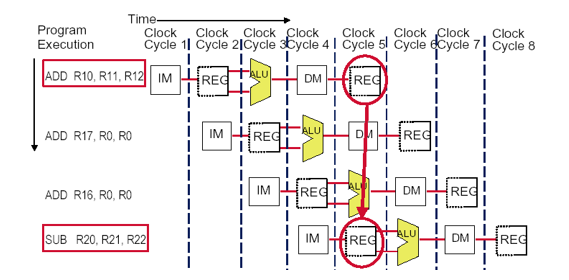 Time
Program
Execution
Clock Cycle 1
Clock Cycle 2
Clock Cycle 3
Clock Cycle 4
Clock Cycle 5
Clock Cycle 6
Clock Cycle 7
Clock Cycle 8
ADD R10, R11, R12
IM REG ALU DM REG
ADD R17, R0, R0
IM REG ALU DM REG
ADD R16, R0, R0
IM REG ALU DM REG
SUB R20, R21, R22
IM REG ALU DM REG